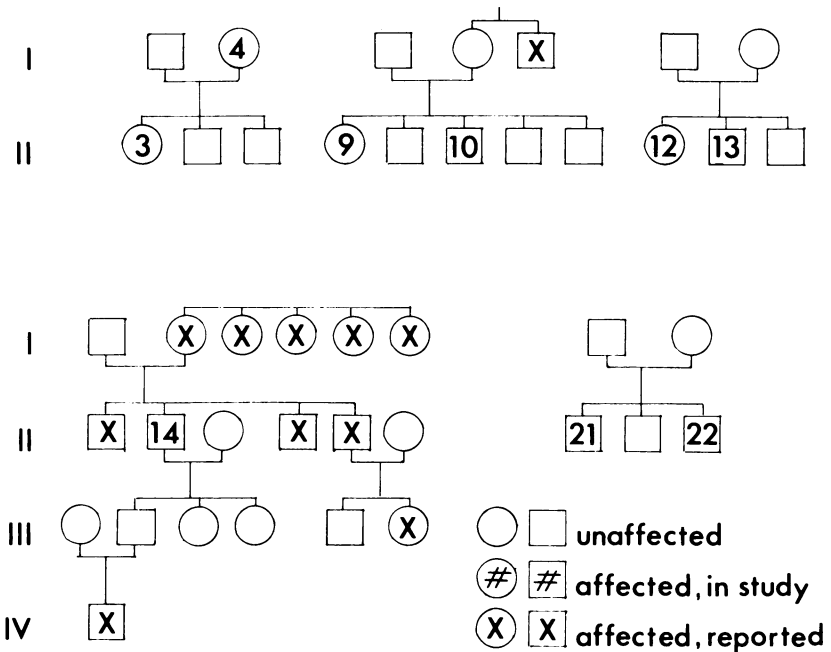 I 4 X
II 3 9 10 12 13
I X X X X X
II X 14 X X 21 22
III X
unaffected
# # affected, in study
IV X X X affected, reported